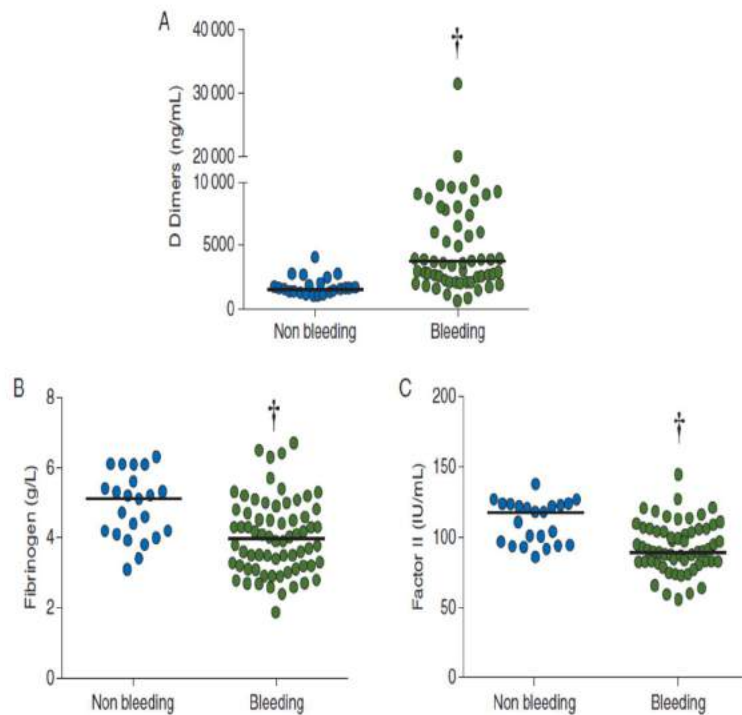 A
D Dimers (ng/mL)
40 000
†
30 000
20 000
10 000
5000
0
Non bleeding
Bleeding
B
Fibrinogen (g/L)
8
†
6
4
2
0
Non bleeding
Bleeding
C
Factor II (IU/mL)
200
†
150
100
50
0
Non bleeding
Bleeding